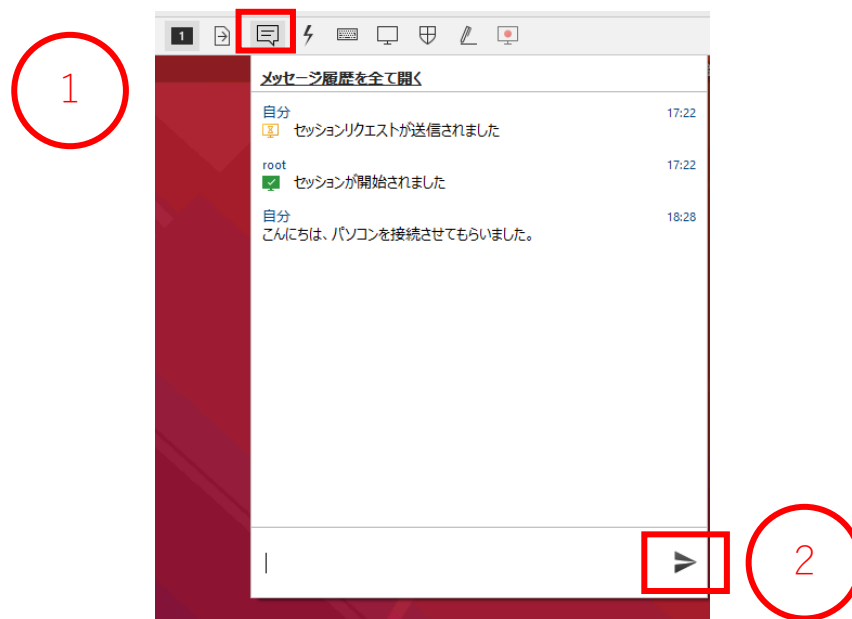 1
1
メッセージ履歴を全て開く
自分 17:22
セッションリクエストが送信されました
root 17:22
セッションが開始されました
自分 18:28
こんにちは、パソコンを接続させてもらいました。
2